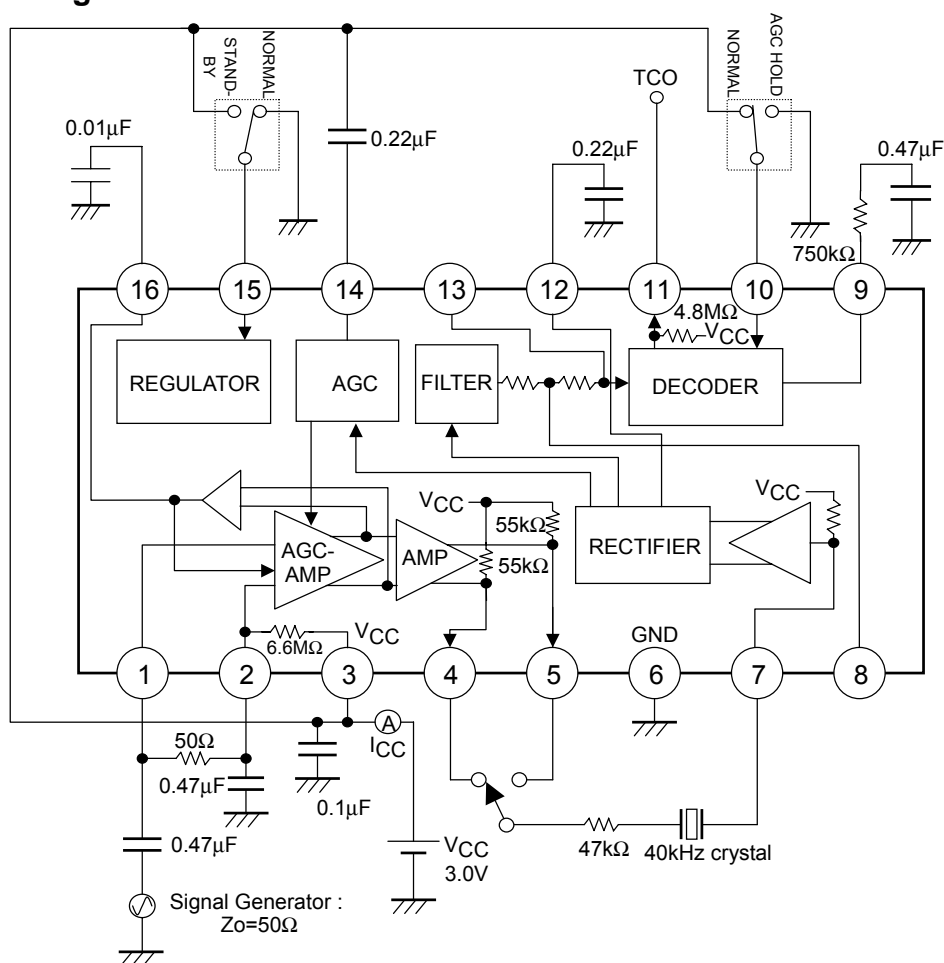 g
STAND-
BY
NORMAL
NORMAL
AGC HOLD
TCO
0.01μF
0.22μF
0.22μF
0.47μF
750kΩ
16
15
14
13
12
11
10
9
4.8MΩ
VCC
REGULATOR
AGC
FILTER
DECODER
VCC
55kΩ
55kΩ
VCC
AGC-
AMP
AMP
RECTIFIER
6.6MΩ
VCC
GND
1
2
3
4
5
6
7
8
50Ω
A
ICC
0.47μF
0.1μF
0.47μF
VCC
3.0V
47kΩ
40kHz crystal
Signal Generator :
Zo=50Ω